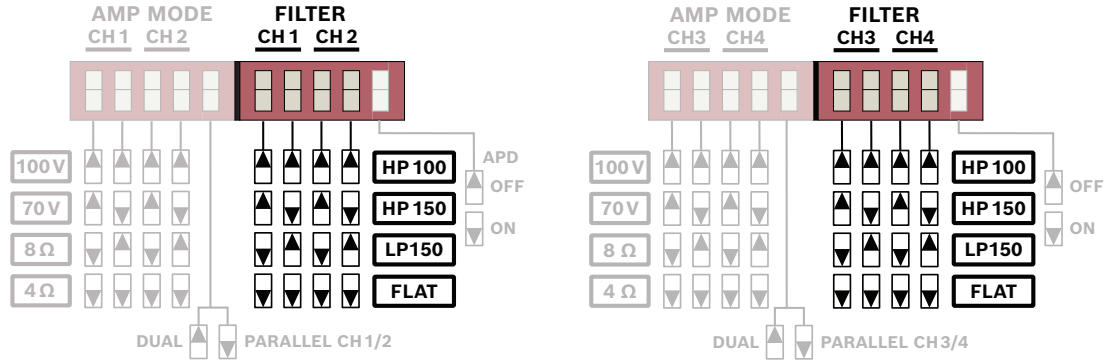 AMP MODE FILTER
CH 1 CH 2 CH 1 CH 2
100 V HP 100 APD
OFF
70 V HP 150
ON
8 Ω LP150
4 Ω FLAT
DUAL PARALLEL CH 1/2
AMP MODE FILTER
CH3 CH4 CH3 CH4
100 V HP 100
OFF
70 V HP 150
ON
8 Ω LP150
4 Ω FLAT
DUAL PARALLEL CH 3/4